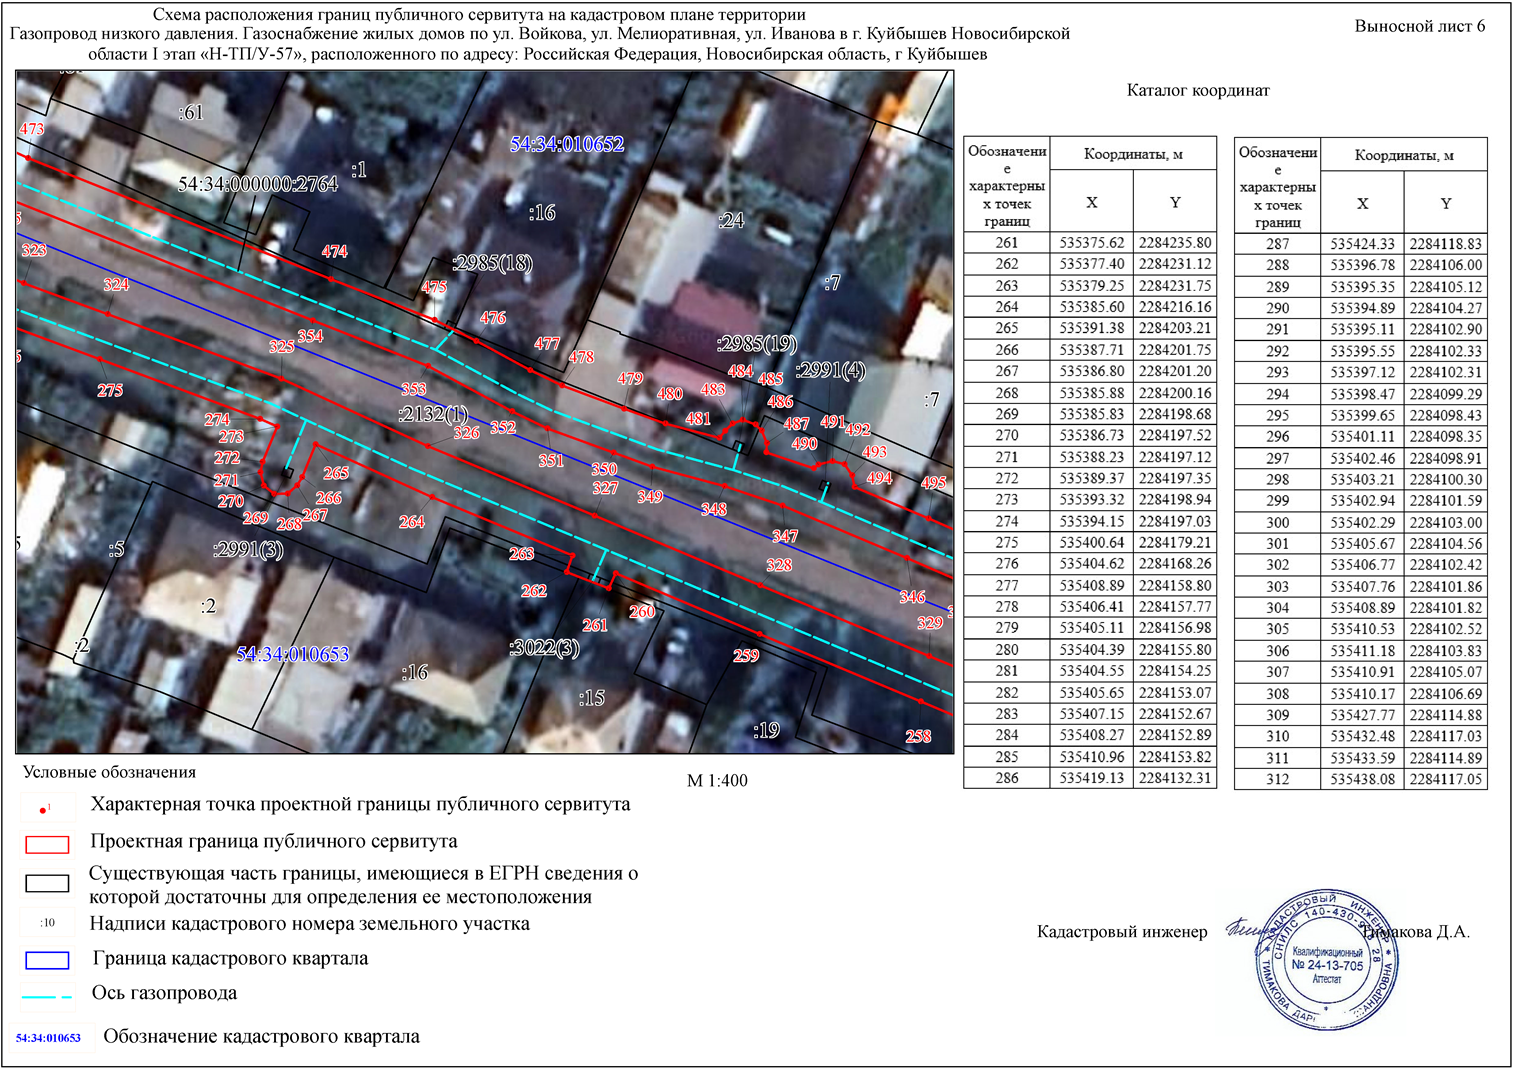 Схема расположения границ публичного сервитута на кадастровом плане территории
Газопровод низкого давления. Газоснабжение жилых домов по ул. Войкова, ул. Мелиоративная, ул. Иванова в г. Куйбышев Новосибирской
области I этап «Н-ТП/У-57», расположенного по адресу: Российская Федерация, Новосибирская область, г Куйбышев
Выносной лист 6
473
:61
54:34:010652
:1
54:34:000000:2764
:16
:24
323
474
:2985(18)
475
:7
324
476
354
477
325
478
:2985(19)
484
:2991(4)
485
275
353
479
480
483
486
:7
274
:2132(1)
352
481
487
491
492
273
326
490
493
272
265
351
350
494
271
266
327
349
495
270
269
268
267
264
348
347
:5
:2991(3)
263
328
262
346
:2
260
261
329
:2
54:34:010653
:3022(3)
259
:16
:15
:19
258
М 1:400
Каталог координат
Обозначени
е
характерны
х точек
границ
Координаты, м
X Y
261 535375.62 2284235.80
262 535377.40 2284231.12
263 535379.25 2284231.75
264 535385.60 2284216.16
265 535391.38 2284203.21
266 535387.71 2284201.75
267 535386.80 2284201.20
268 535385.88 2284200.16
269 535385.83 2284198.68
270 535386.73 2284197.52
271 535388.23 2284197.12
272 535389.37 2284197.35
273 535393.32 2284198.94
274 535394.15 2284197.03
275 535400.64 2284179.21
276 535404.62 2284168.26
277 535408.89 2284158.80
278 535406.41 2284157.77
279 535405.11 2284156.98
280 535404.39 2284155.80
281 535404.55 2284154.25
282 535405.65 2284153.07
283 535407.15 2284152.67
284 535408.27 2284152.89
285 535410.96 2284153.82
286 535419.13 2284132.31
Обозначени
е
характерны
х точек
границ
Координаты, м
X Y
287 535424.33 2284118.83
288 535396.78 2284106.00
289 535395.35 2284105.12
290 535394.89 2284104.27
291 535395.11 2284102.90
292 535395.55 2284102.33
293 535397.12 2284102.31
294 535398.47 2284099.29
295 535399.65 2284098.43
296 535401.11 2284098.35
297 535402.46 2284098.91
298 535403.21 2284100.30
299 535402.94 2284101.59
300 535402.29 2284103.00
301 535405.67 2284104.56
302 535406.77 2284102.42
303 535407.76 2284101.86
304 535408.89 2284101.82
305 535410.53 2284102.52
306 535411.18 2284103.83
307 535410.91 2284105.07
308 535410.17 2284106.69
309 535427.77 2284114.88
310 535432.48 2284117.03
311 535433.59 2284114.89
312 535438.08 2284117.05
Условные обозначения
1 Характерная точка проектной границы публичного сервитута
Проектная граница публичного сервитута
Существующая часть границы, имеющиеся в ЕГРН сведения о
которой достаточны для определения ее местоположения
:10 Надписи кадастрового номера земельного участка
Граница кадастрового квартала
Ось газопровода
54:34:010653 Обозначение кадастрового квартала
Кадастровый инженер
Тимакова Д.А.
КАДАСТРОВЫЙ ИНЖЕНЕР
СНИЛС 140-430-9
28
Квалификационный
№ 24-13-705
Аттестат
ТИМАКОВА